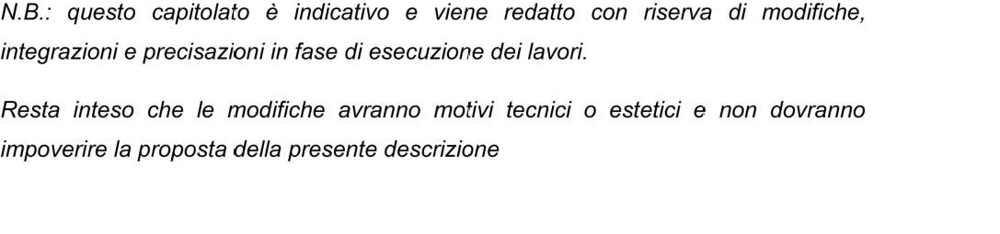 N.B.: questo capitolato è indicativo e viene redatto con riserva di modifiche,
integrazioni e precisazioni in fase di esecuzione dei lavori.
Resta inteso che le modifiche avranno motivi tecnici o estetici e non dovranno
impoverire la proposta della presente descrizione